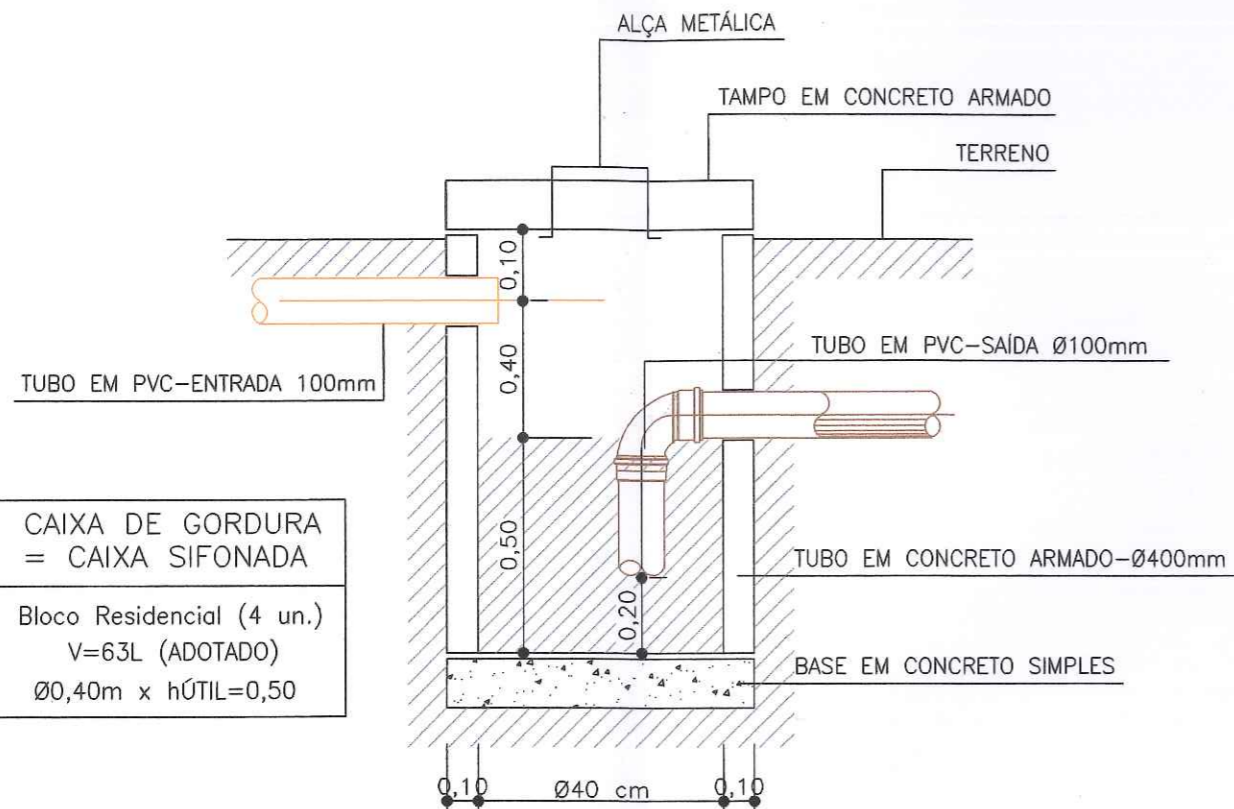 ALÇA METÁLICA
TAMPO EM CONCRETO ARMADO
TERRENO
0,10
TUBO EM PVC-SAÍDA Ø100mm
TUBO EM PVC-ENTRADA 100mm
0,40
CAIXA DE GORDURA
= CAIXA SIFONADA
Bloco Residencial (4 un.)
V=63L (ADOTADO)
Ø0,40m x hÚTIL=0,50
0,50
0,20
TUBO EM CONCRETO ARMADO-Ø400mm
BASE EM CONCRETO SIMPLES
0,10 Ø40 cm 0,10